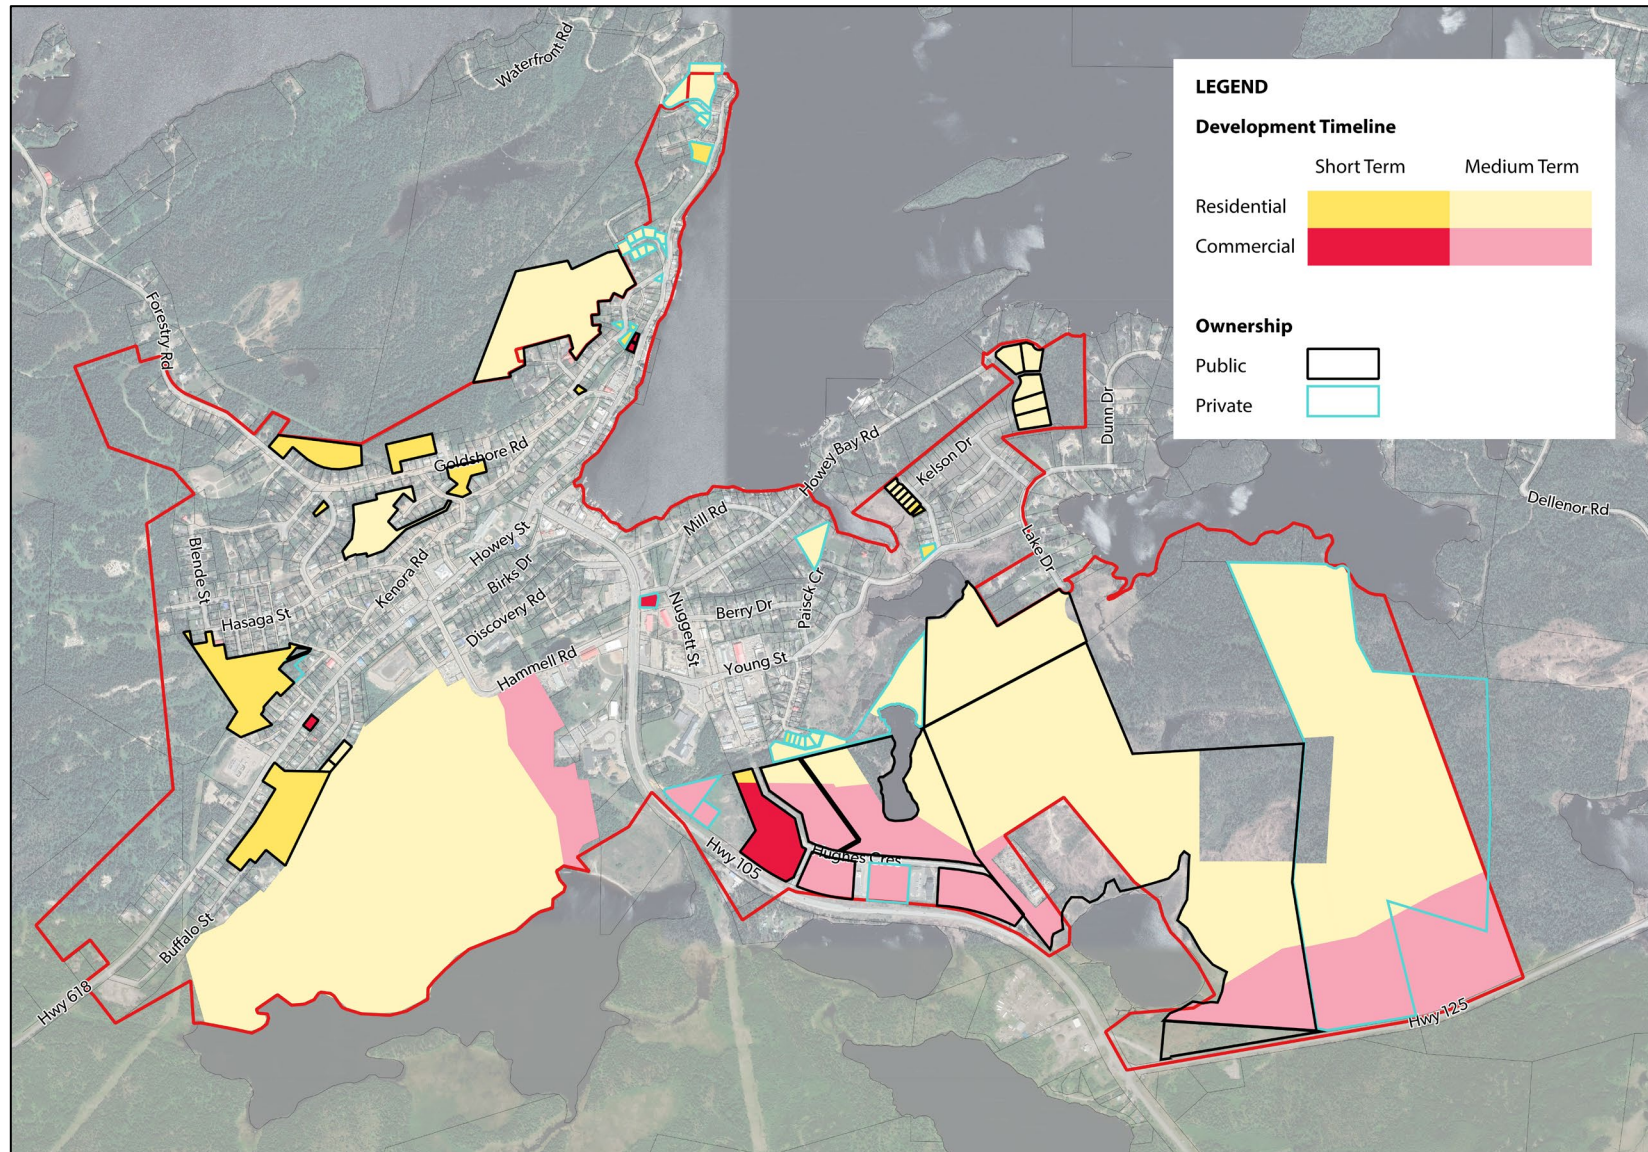 Waterfront Rd
LEGEND
Development Timeline
Short Term Medium Term
Residential
Commercial
Ownership
Public
Private
Forestry Rd
Goldshore Rd
Howey Bay Rd
Kelson Dr
Dunn Dr
Dellenor Rd
Mill Rd
Lake Dr
Blende St
Kenora Rd
Howey St
Birks Dr
Discovery Rd
Hasaga St
Hammell Rd
Nuggett St
Berry Dr
Paisck Cr
Young St
Hwy 105
Hughes Cres
Buffalo St
Hwy 618
Hwy 125